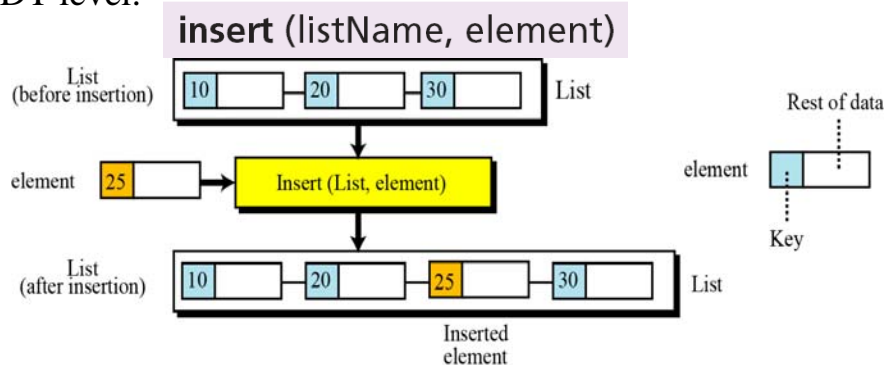 level.
insert (listName, element)
List
(before insertion)
10 20 30
List
Rest of data
element
25
Insert (List, element)
element
Key
List
(after insertion)
10 20 25 30
List
Inserted
element